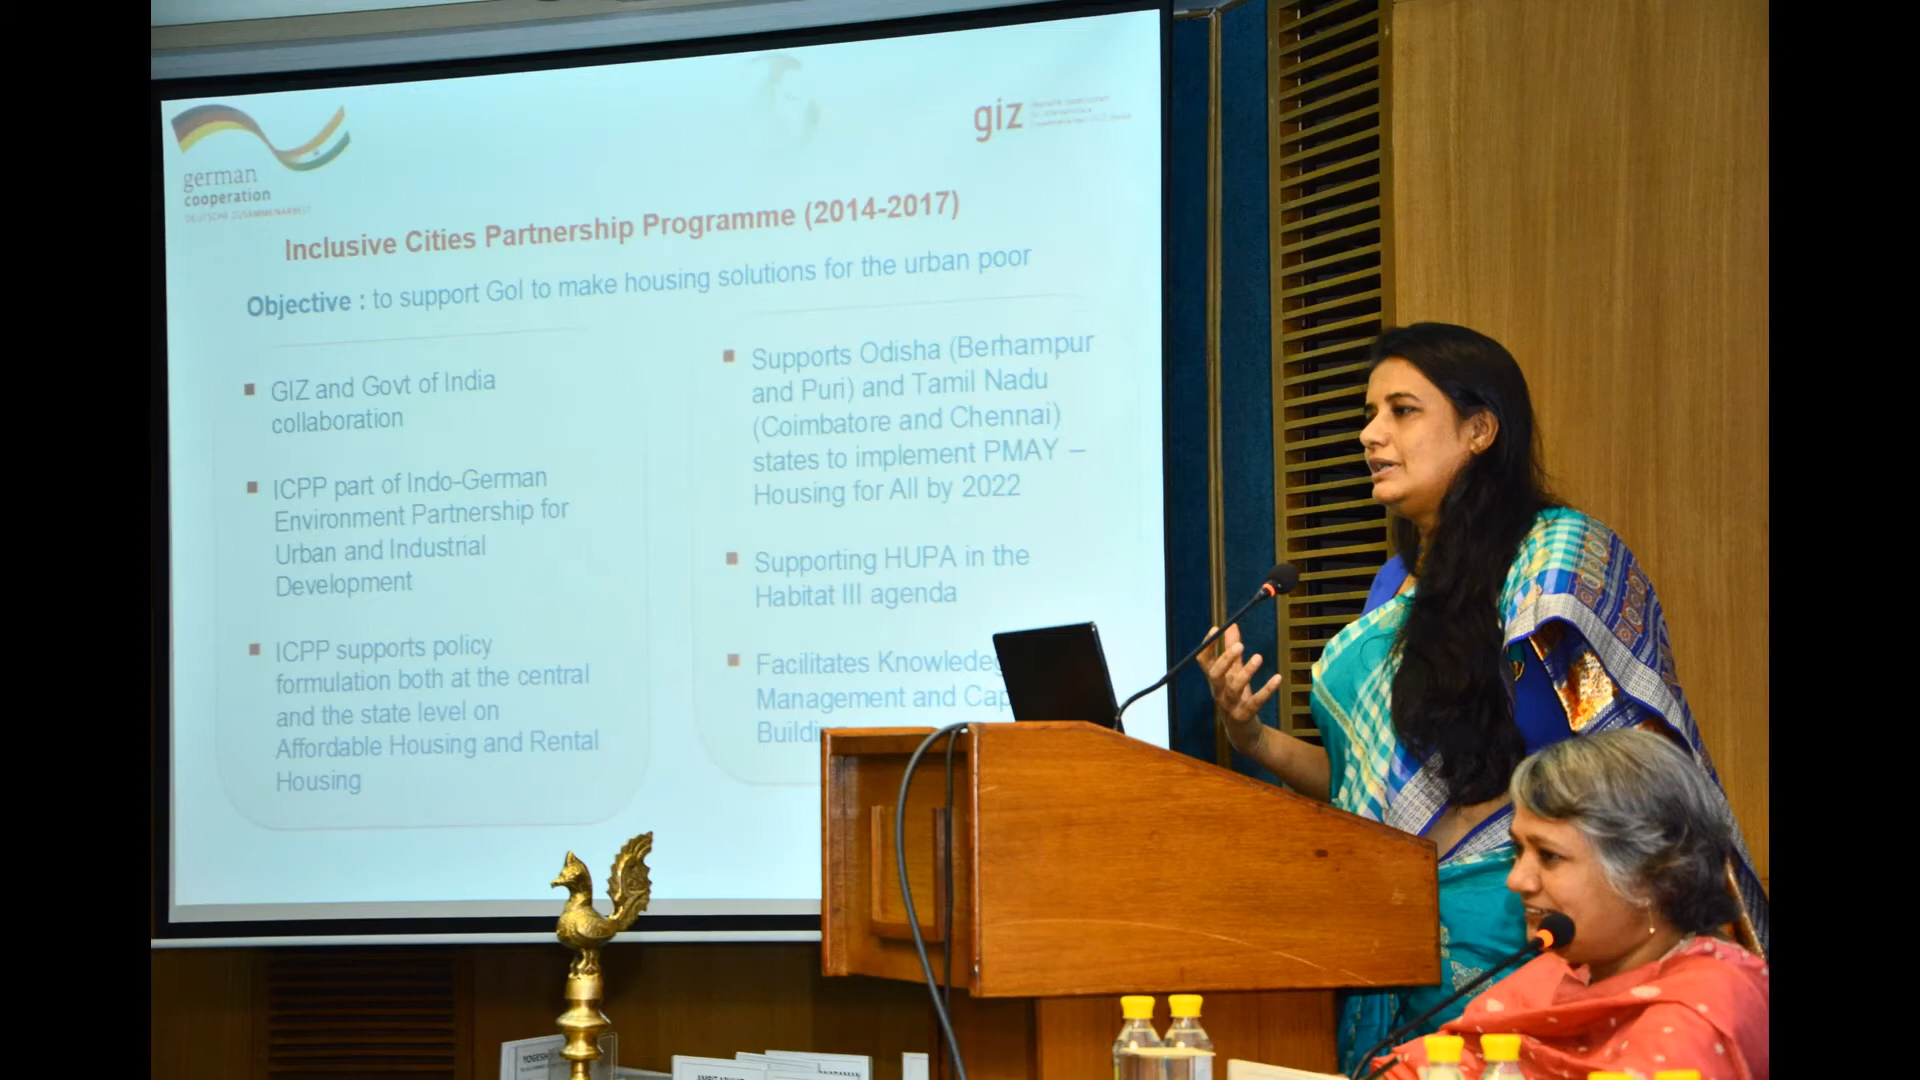 german
cooperation
DEUTSCHE ZUSAMMENARBEIT
giz
Inclusive Cities Partnership Programme (2014-2017)
Objective : to support GoI to make housing solutions for the urban poor
GIZ and Govt of India
collaboration
ICPP part of Indo-German
Environment Partnership for
Urban and Industrial
Development
ICPP supports policy
formulation both at the central
and the state level on
Affordable Housing and Rental
Housing
Supports Odisha (Berhampur
and Puri) and Tamil Nadu
(Coimbatore and Chennai)
states to implement PMAY –
Housing for All by 2022
Supporting HUPA in the
Habitat III agenda
Facilitates Knowledeg
Management and Cap
Buildi
YOGESH